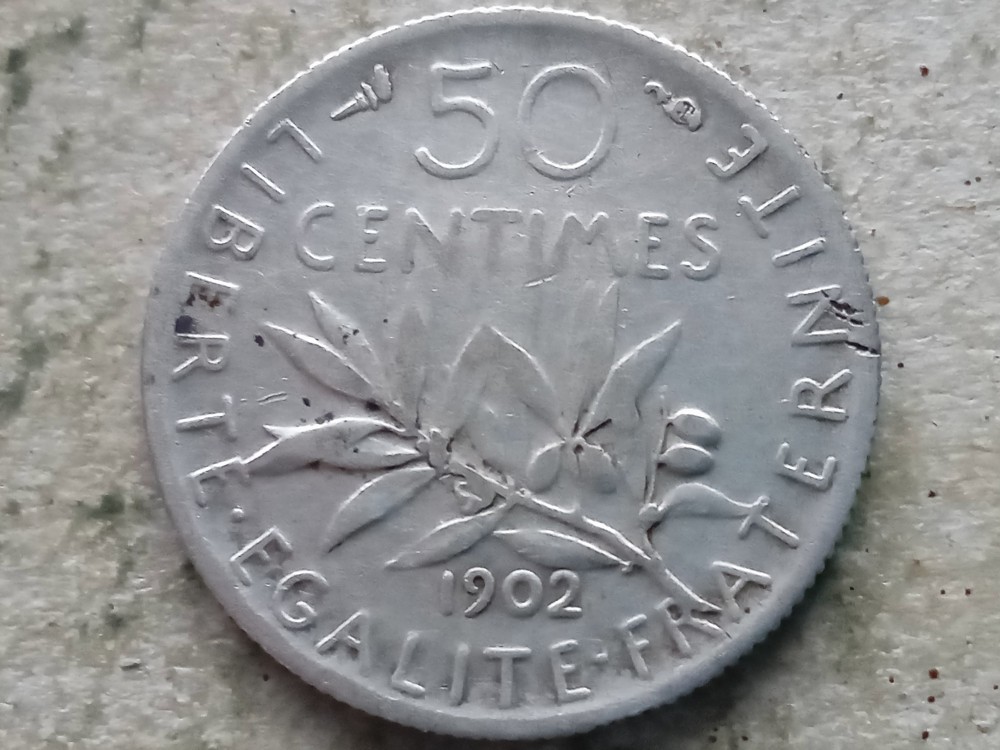 50
CENTIMES
1902
LIBERTE·EGALITE·FRATERNITE